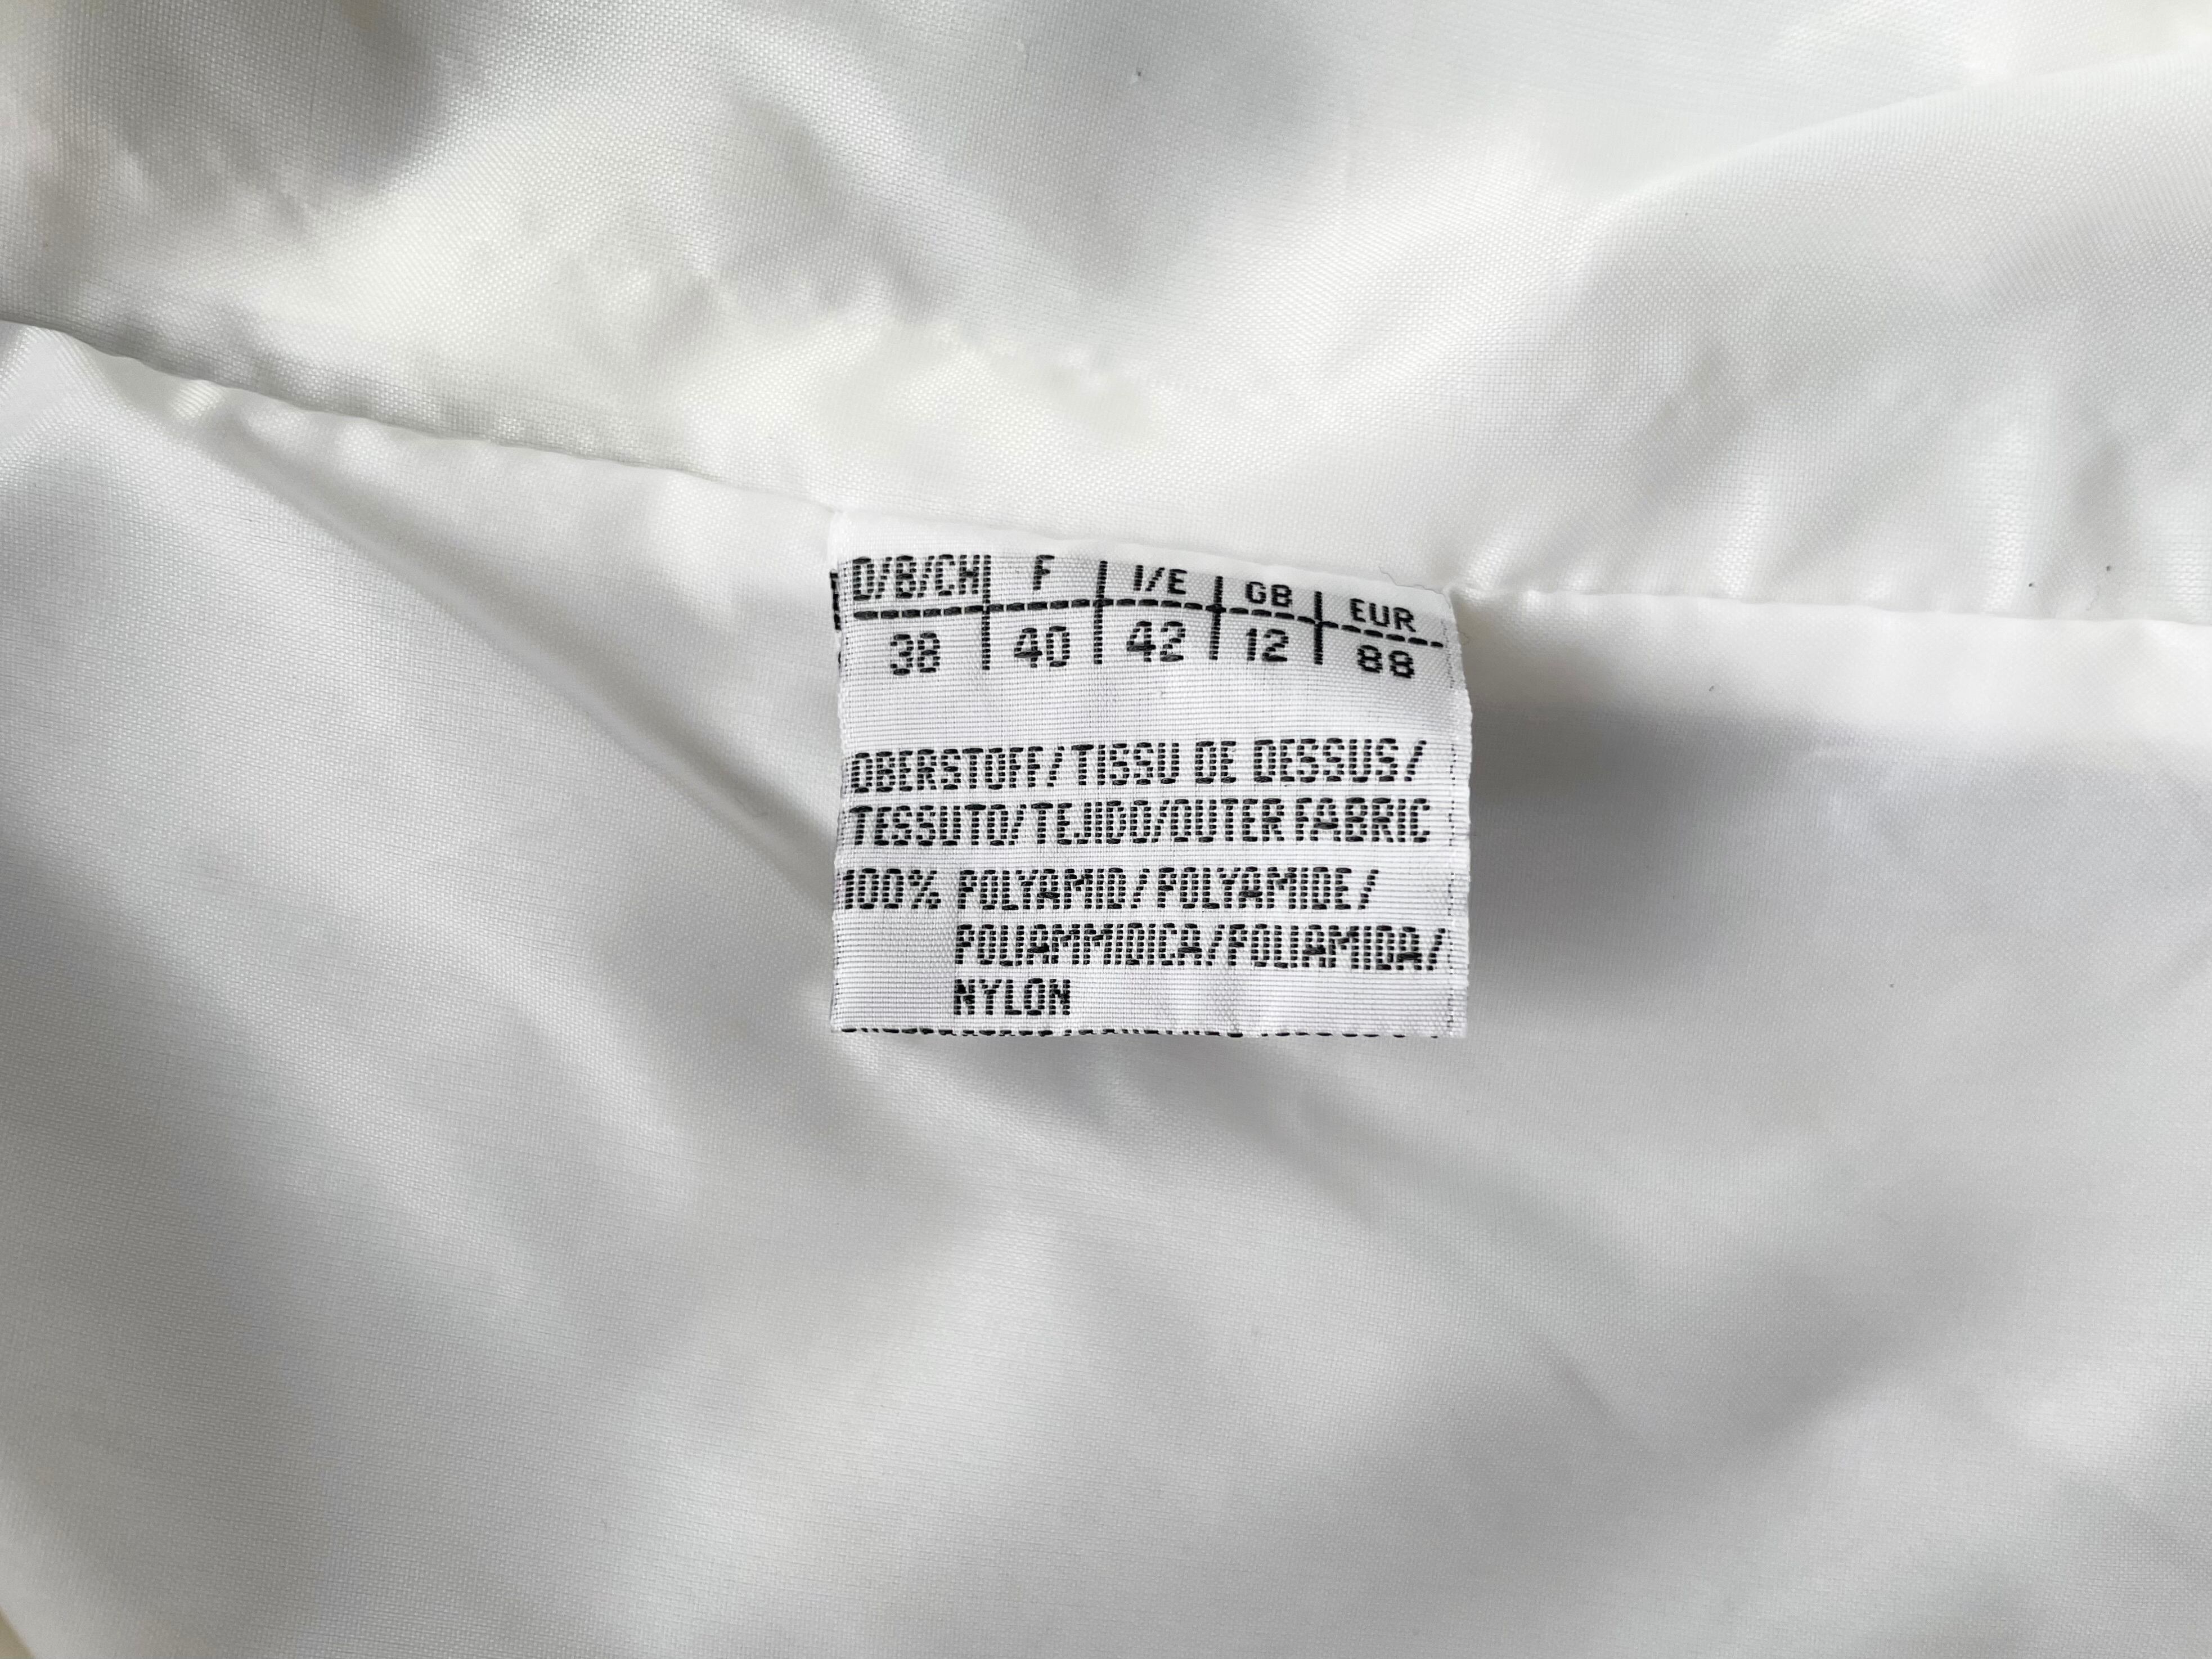 D/B/CH F I/E GB EUR
38 40 42 12 88
OBERSTOFF/TISSU DE DESSUS/
TESSUTO/TEJIDO/OUTER FABRIC
100% POLYAMID/POLYAMIDE/
POLIAMMIDICA/POLIAMIDA/
NYLON